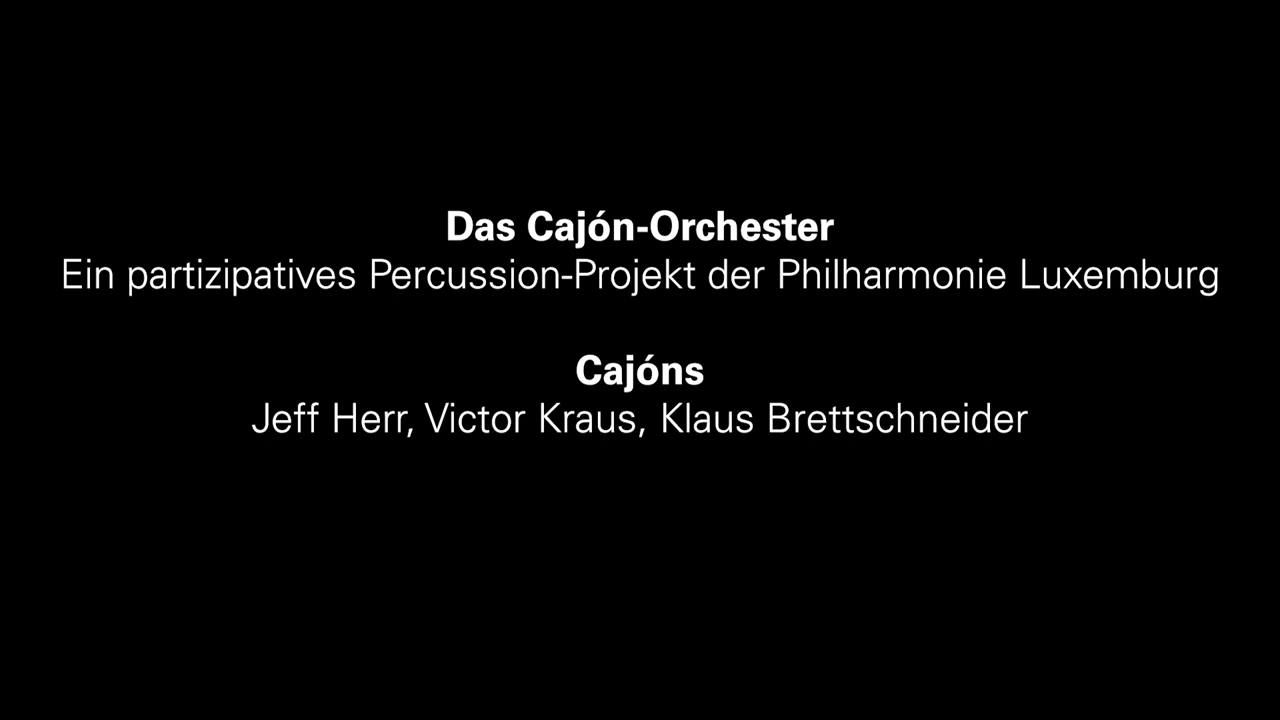 Das Cajón-Orchester
Ein partizipatives Percussion-Projekt der Philharmonie Luxemburg
Cajóns
Jeff Herr, Victor Kraus, Klaus Brettschneider